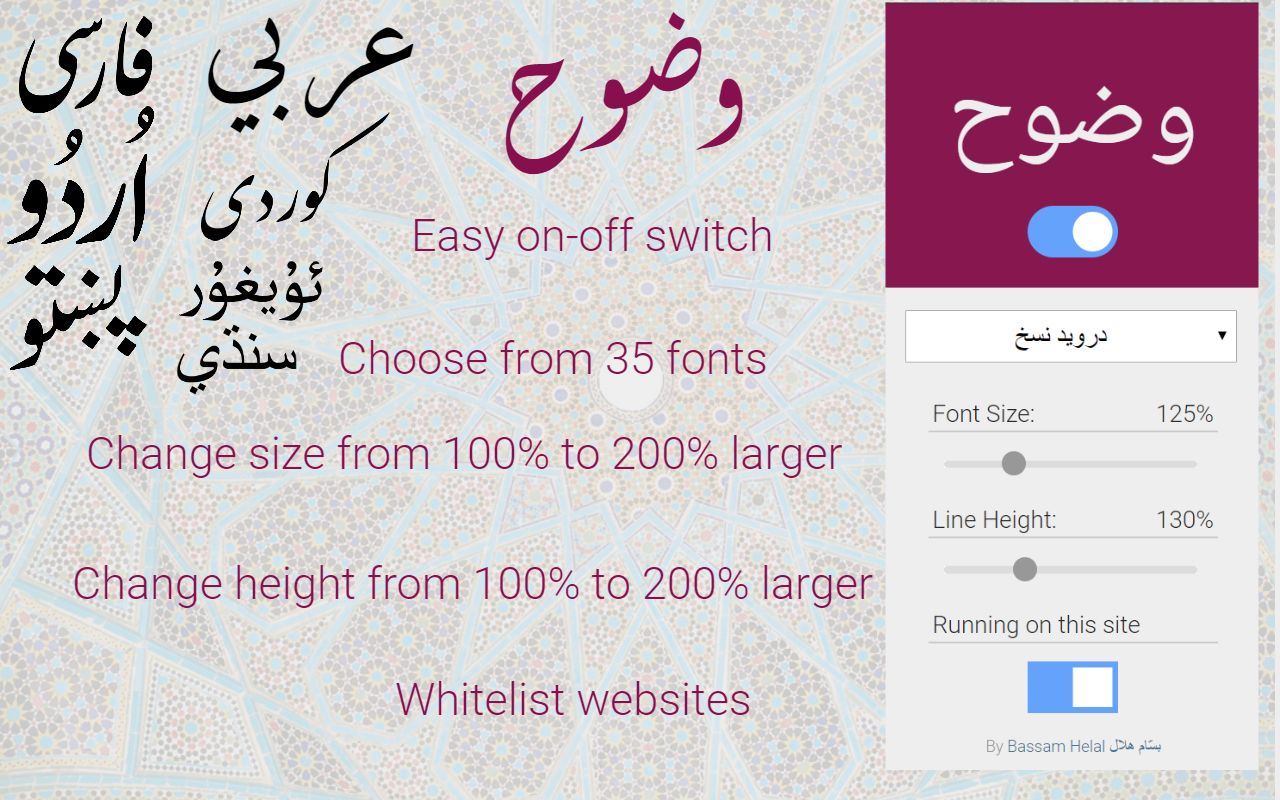 عربي
فارسی
كوردی
اُردُو
ئۇيغۇر
پښتو
سنڌي
وضوح
Easy on-off switch
Choose from 35 fonts
Change size from 100% to 200% larger
Change height from 100% to 200% larger
Whitelist websites
وضوح
درويد نسخ
Font Size: 125%
Line Height: 130%
Running on this site
By Bassam Helal بسّام هلال